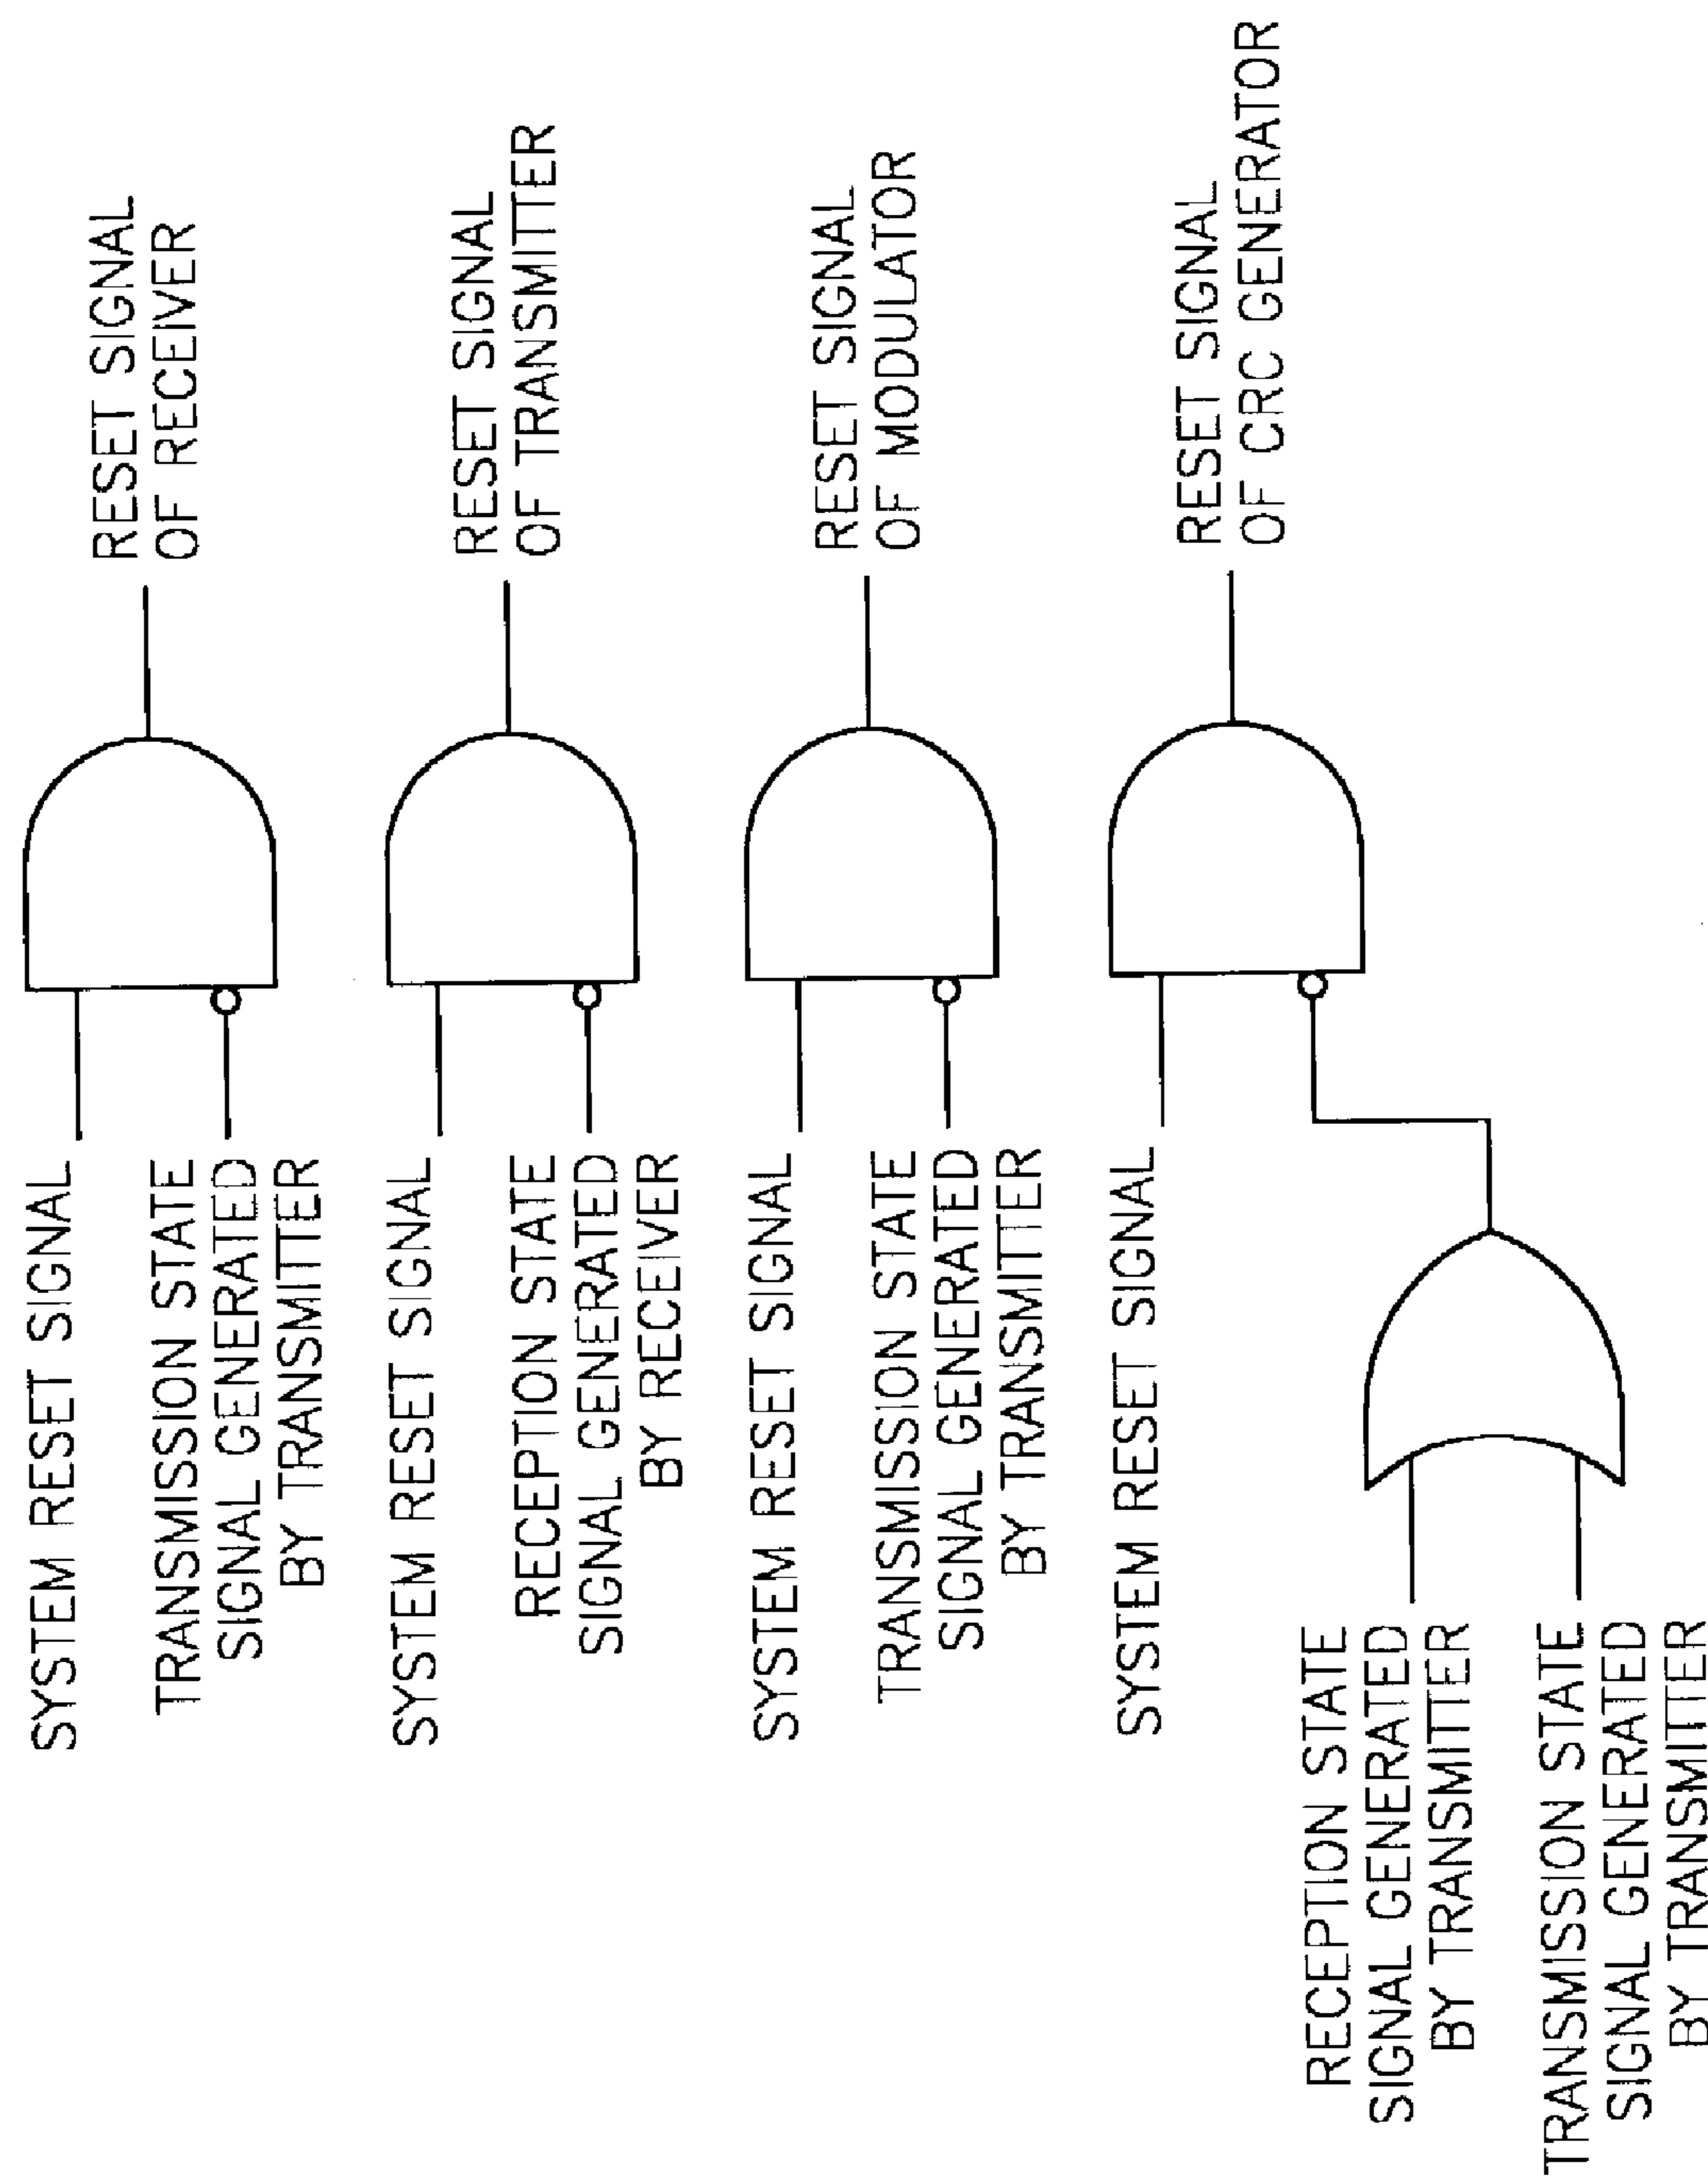 SYSTEM RESET SIGNAL
TRANSMISSION STATE
SIGNAL GENERATED
BY TRANSMITTER
RESET SIGNAL
OF RECEIVER
SYSTEM RESET SIGNAL
RECEPTION STATE
SIGNAL GENERATED
BY RECEIVER
RESET SIGNAL
OF TRANSMITTER
SYSTEM RESET SIGNAL
TRANSMISSION STATE
SIGNAL GENERATED
BY TRANSMITTER
RESET SIGNAL
OF MODULATOR
SYSTEM RESET SIGNAL
RECEPTION STATE
SIGNAL GENERATED
BY TRANSMITTER
TRANSMISSION STATE
SIGNAL GENERATED
BY TRANSMITTER
RESET SIGNAL
OF CRC GENERATOR